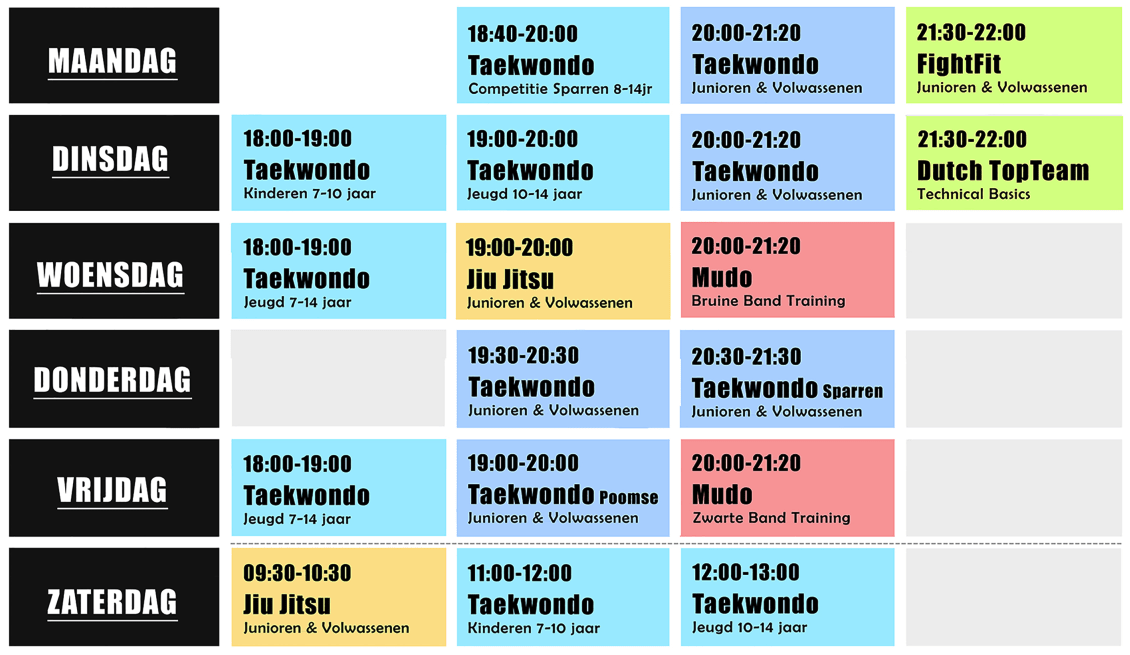 MAANDAG
18:40-20:00
Taekwondo
Competitie Sparren 8-14jr
20:00-21:20
Taekwondo
Junioren & Volwassenen
21:30-22:00
FightFit
Junioren & Volwassenen
DINSDAG
18:00-19:00
Taekwondo
Kinderen 7-10 jaar
19:00-20:00
Taekwondo
Jeugd 10-14 jaar
20:00-21:20
Taekwondo
Junioren & Volwassenen
21:30-22:00
Dutch TopTeam
Technical Basics
WOENSDAG
18:00-19:00
Taekwondo
Jeugd 7-14 jaar
19:00-20:00
Jiu Jitsu
Junioren & Volwassenen
20:00-21:20
Mudo
Bruine Band Training
DONDERDAG
19:30-20:30
Taekwondo
Junioren & Volwassenen
20:30-21:30
Taekwondo Sparren
Junioren & Volwassenen
VRIJDAG
18:00-19:00
Taekwondo
Jeugd 7-14 jaar
19:00-20:00
Taekwondo Poomse
Junioren & Volwassenen
20:00-21:20
Mudo
Zwarte Band Training
ZATERDAG
09:30-10:30
Jiu Jitsu
Junioren & Volwassenen
11:00-12:00
Taekwondo
Kinderen 7-10 jaar
12:00-13:00
Taekwondo
Jeugd 10-14 jaar